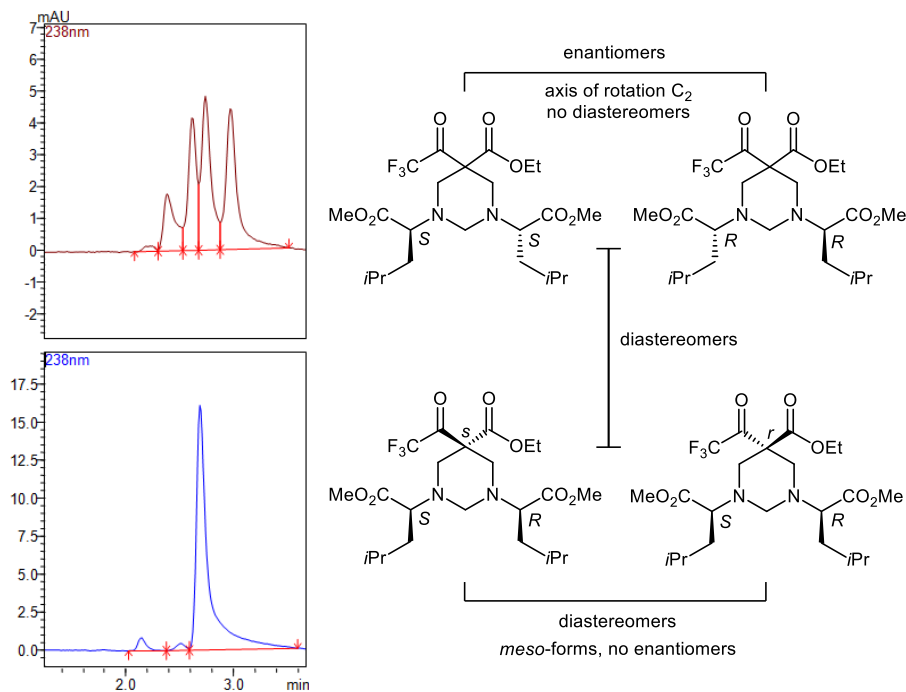 mAU
238nm
7
6
5
4
3
2
1
0
-1
-2
238nm
17.5
15.0
12.5
10.0
7.5
5.0
2.5
0.0
2.0 3.0 min
enantiomers
axis of rotation C2
no diastereomers
O O
F3C OEt
N N
MeO2C CO2Me
S S
iPr iPr
O O
F3C OEt
N N
MeO2C CO2Me
R R
iPr iPr
diastereomers
O O
s
F3C OEt
N N
MeO2C CO2Me
S R
iPr iPr
O O
r
F3C OEt
N N
MeO2C CO2Me
S R
iPr iPr
diastereomers
meso-forms, no enantiomers